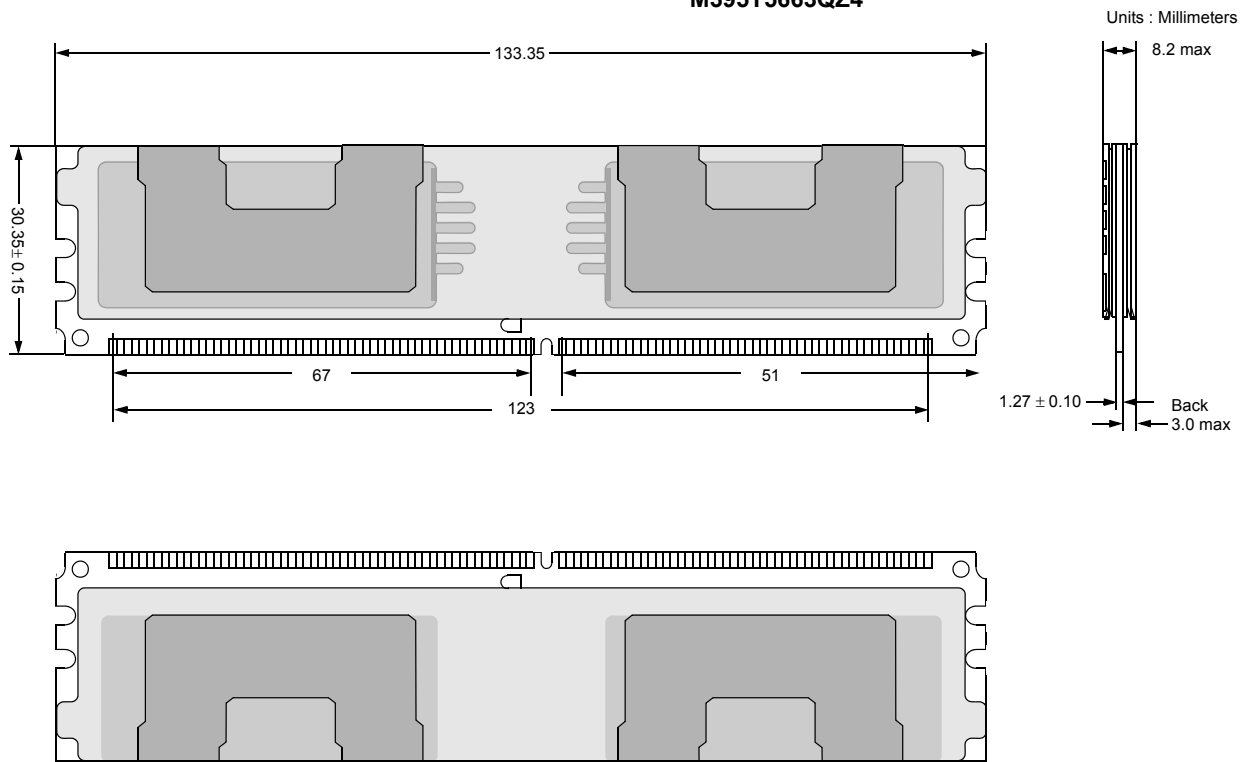 M395T5663QZ4
Units : Millimeters
133.35
8.2 max
30.35± 0.15
67
51
123
1.27 ± 0.10
Back
3.0 max